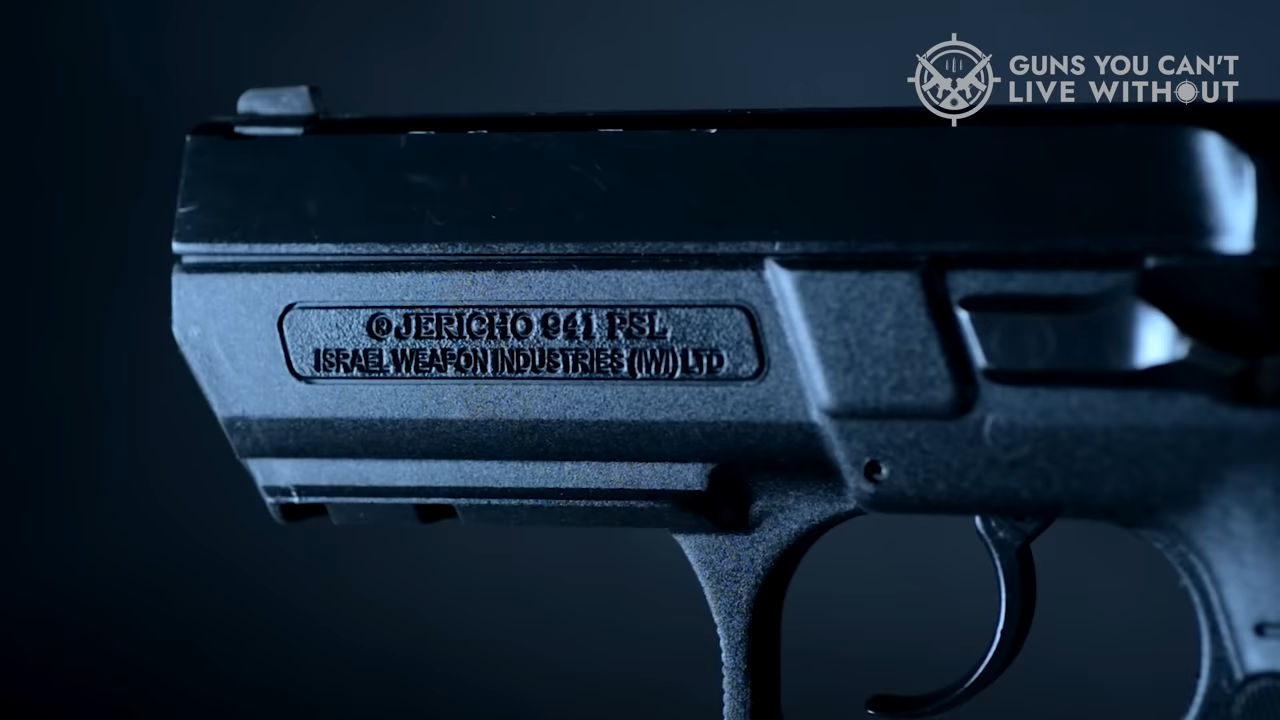 GUNS YOU CAN'T
LIVE WITHOUT
® JERICHO 941 PSL
ISRAEL WEAPON INDUSTRIES (IWI) LTD